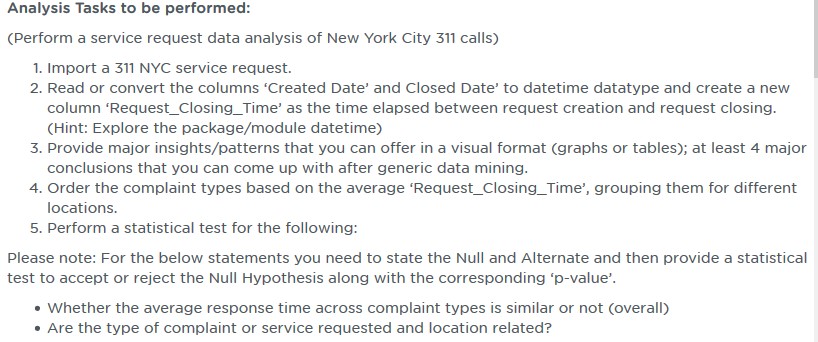 Analysis Tasks to be performed:
(Perform a service request data analysis of New York City 311 calls)
1. Import a 311 NYC service request.
2. Read or convert the columns ‘Created Date’ and Closed Date’ to datetime datatype and create a new
column ‘Request_Closing_Time’ as the time elapsed between request creation and request closing.
(Hint: Explore the package/module datetime)
3. Provide major insights/patterns that you can offer in a visual format (graphs or tables); at least 4 major
conclusions that you can come up with after generic data mining.
4. Order the complaint types based on the average ‘Request_Closing_Time’, grouping them for different
locations.
5. Perform a statistical test for the following:
Please note: For the below statements you need to state the Null and Alternate and then provide a statistical
test to accept or reject the Null Hypothesis along with the corresponding ‘p-value’.
• Whether the average response time across complaint types is similar or not (overall)
• Are the type of complaint or service requested and location related?